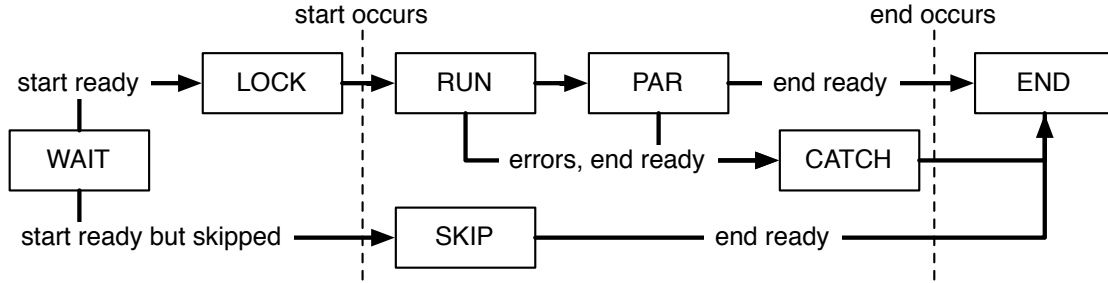 start occurs
end occurs
start ready
LOCK
RUN
PAR
end ready
END
WAIT
errors, end ready
CATCH
start ready but skipped
SKIP
end ready